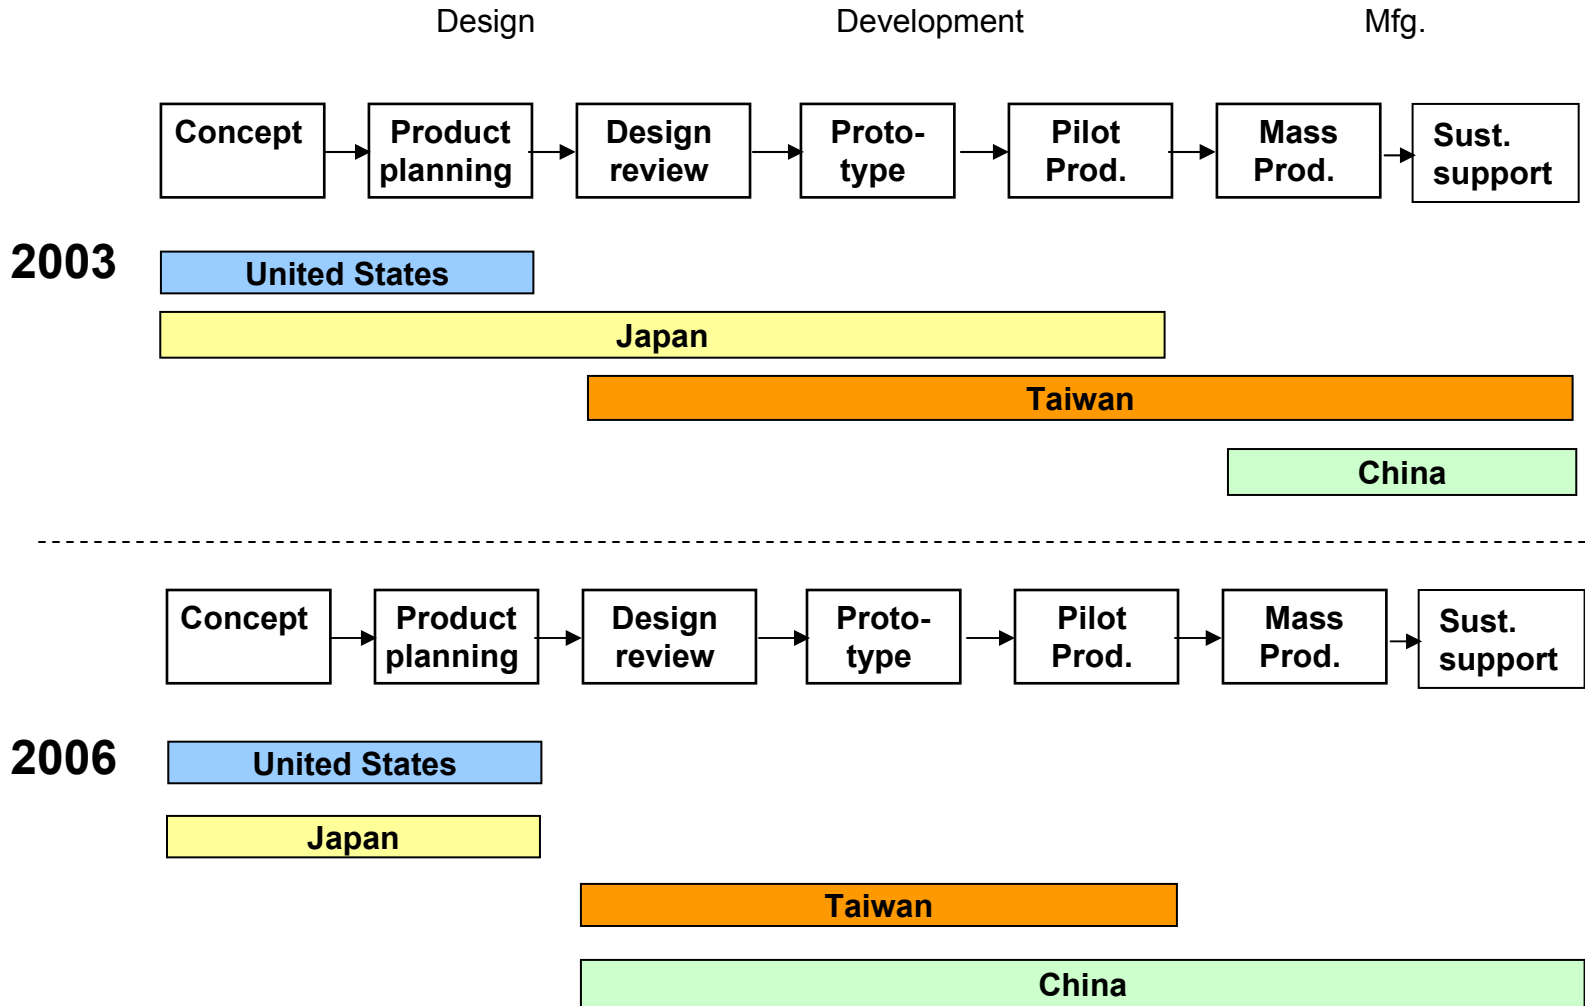 Design Development Mfg.
Concept
Product
planning
Design
review
Proto-
type
Pilot
Prod.
Mass
Prod.
Sust.
support
2003
United States
Japan
Taiwan
China
Concept
Product
planning
Design
review
Proto-
type
Pilot
Prod.
Mass
Prod.
Sust.
support
2006
United States
Japan
Taiwan
China